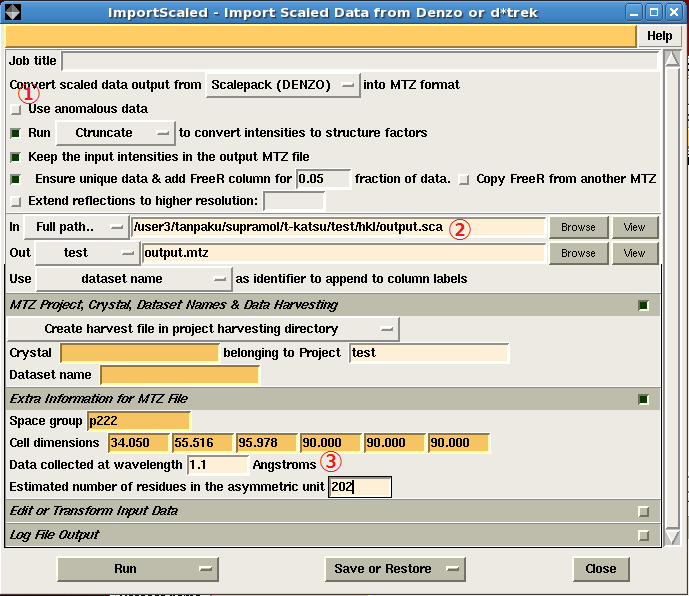 ImportScaled - Import Scaled Data from Denzo or d*trek
Help
Job title
Convert scaled data output from Scalepack (DENZO) into MTZ format
①
Use anomalous data
Run Ctruncate to convert intensities to structure factors
Keep the input intensities in the output MTZ file
Ensure unique data & add FreeR column for 0.05 fraction of data. Copy FreeR from another MTZ
Extend reflections to higher resolution:
In Full path.. /user3/tanpaku/supramol/t-katsu/test/hkl/output.sca ② Browse View
Out test output.mtz Browse View
Use dataset name as identifier to append to column labels
MTZ Project, Crystal, Dataset Names & Data Harvesting
Create harvest file in project harvesting directory
Crystal belonging to Project test
Dataset name
Extra Information for MTZ File
Space group p222
Cell dimensions 34.050 55.516 95.978 90.000 90.000 90.000
Data collected at wavelength 1.1 Angstroms ③
Estimated number of residues in the asymmetric unit 202
Edit or Transform Input Data
Log File Output
Run Save or Restore Close